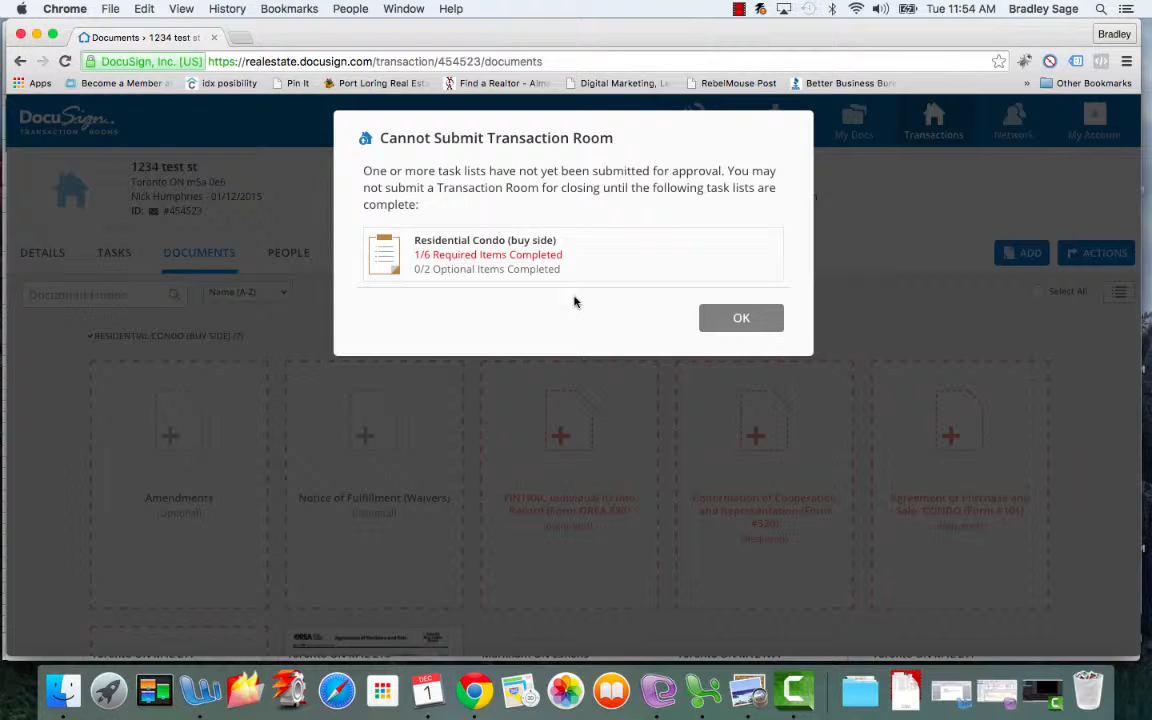 Chrome File Edit View History Bookmarks People Window Help Tue 11:54 AM Bradley Sage
Documents › 1234 test st Bradley
DocuSign, Inc. [US] https://realestate.docusign.com/transaction/454523/documents
Apps Become a Member idx posibility Pin It Port Loring Real Est Find a Realtor - Digital Marketing, RebelMouse Post Better Business » Other Bookmarks
DocuSign
TRANSACTION ROOMS
My Docs Transactions Network My Account
1234 test st
Toronto ON m5a 0e6
Nick Humphries - 01/12/2015
ID: #454523
DETAILS TASKS DOCUMENTS PEOPLE ADD ACTIONS
Name (A-Z) Select All
RESIDENTIAL CONDO (BUY SIDE) (7)
Cannot Submit Transaction Room
One or more task lists have not yet been submitted for approval. You may
not submit a Transaction Room for closing until the following task lists are
complete:
Residential Condo (buy side)
1/6 Required Items Completed
0/2 Optional Items Completed
OK
Amendments
(optional)
Notice of Fulfillment (Waivers)
(optional)
FINTRAC Individual ID Info
Record (Form OREA
(required)
Confirmation of Cooperation
and Representation (Form
#320)
(required)
Agreement of Purchase and
Sale: CONDO (Form #101)
(required)
OREA Agreement of Purchase and Sale
DEC
1